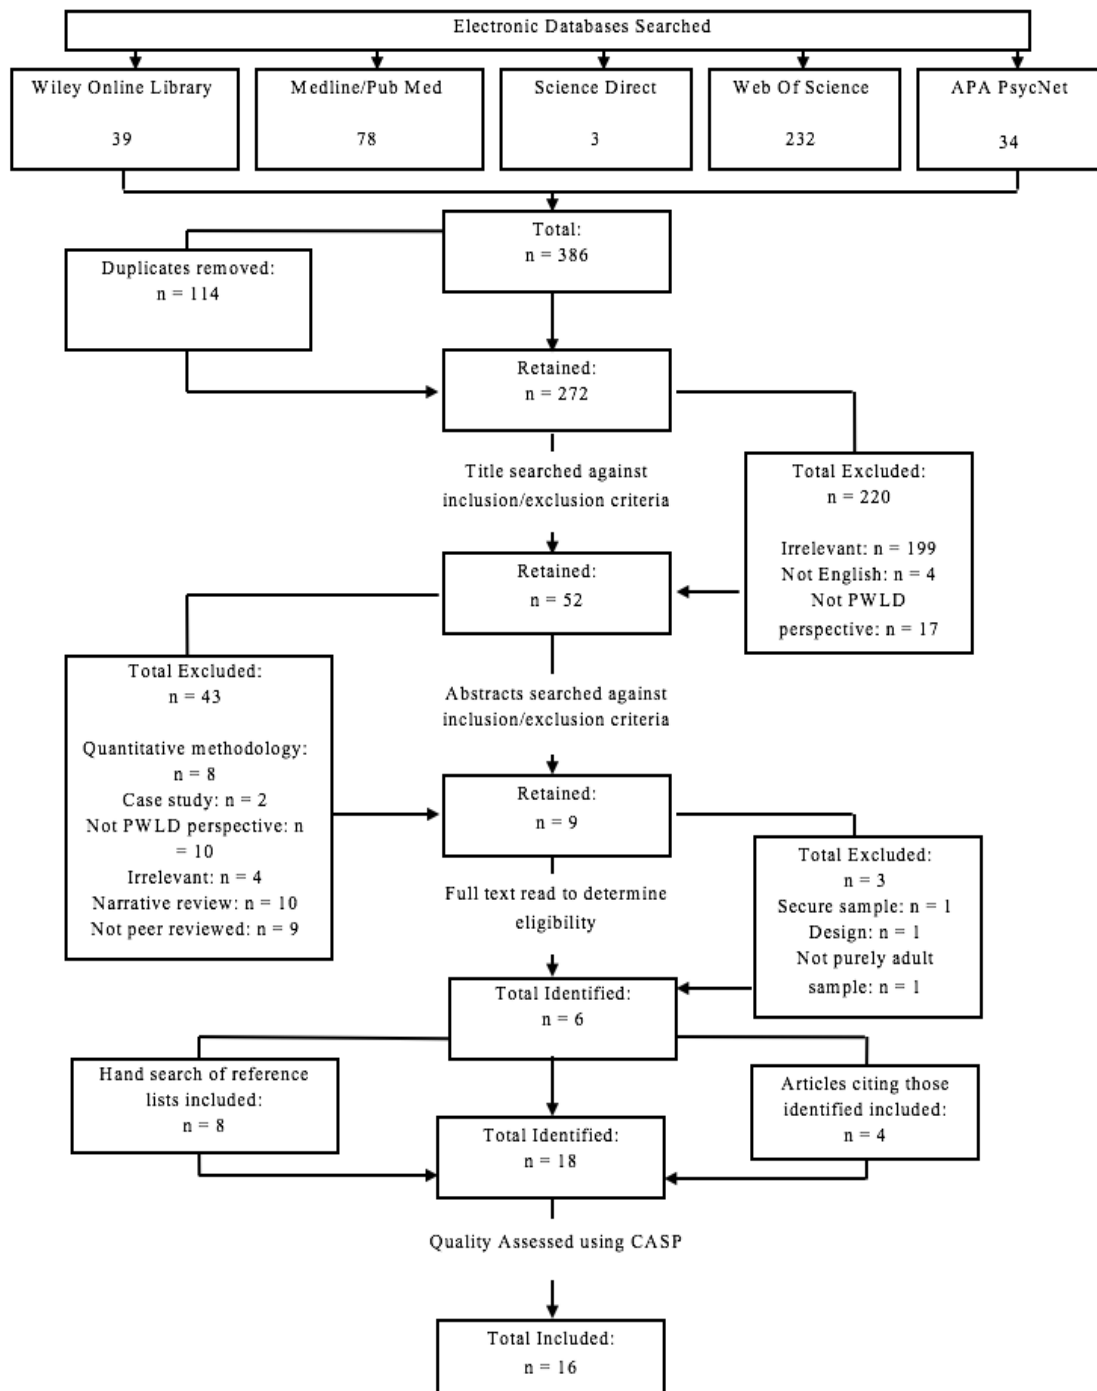 Electronic Databases Searched
Wiley Online Library
39
Medline/Pub Med
78
Science Direct
3
Web Of Science
232
APA PsycNet
34
Total:
n = 386
Duplicates removed:
n = 114
Retained:
n = 272
Title searched against
inclusion/exclusion criteria
Total Excluded:
n = 220
Irrelevant: n = 199
Not English: n = 4
Not PWLD
perspective: n = 17
Retained:
n = 52
Total Excluded:
n = 43
Quantitative methodology:
n = 8
Case study: n = 2
Not PWLD perspective: n
= 10
Irrelevant: n = 4
Narrative review: n = 10
Not peer reviewed: n = 9
Abstracts searched against
inclusion/exclusion criteria
Retained:
n = 9
Full text read to determine
eligibility
Total Excluded:
n = 3
Secure sample: n = 1
Design: n = 1
Not purely adult
sample: n = 1
Total Identified:
n = 6
Hand search of reference
lists included:
n = 8
Articles citing those
identified included:
n = 4
Total Identified:
n = 18
Quality Assessed using CASP
Total Included:
n = 16